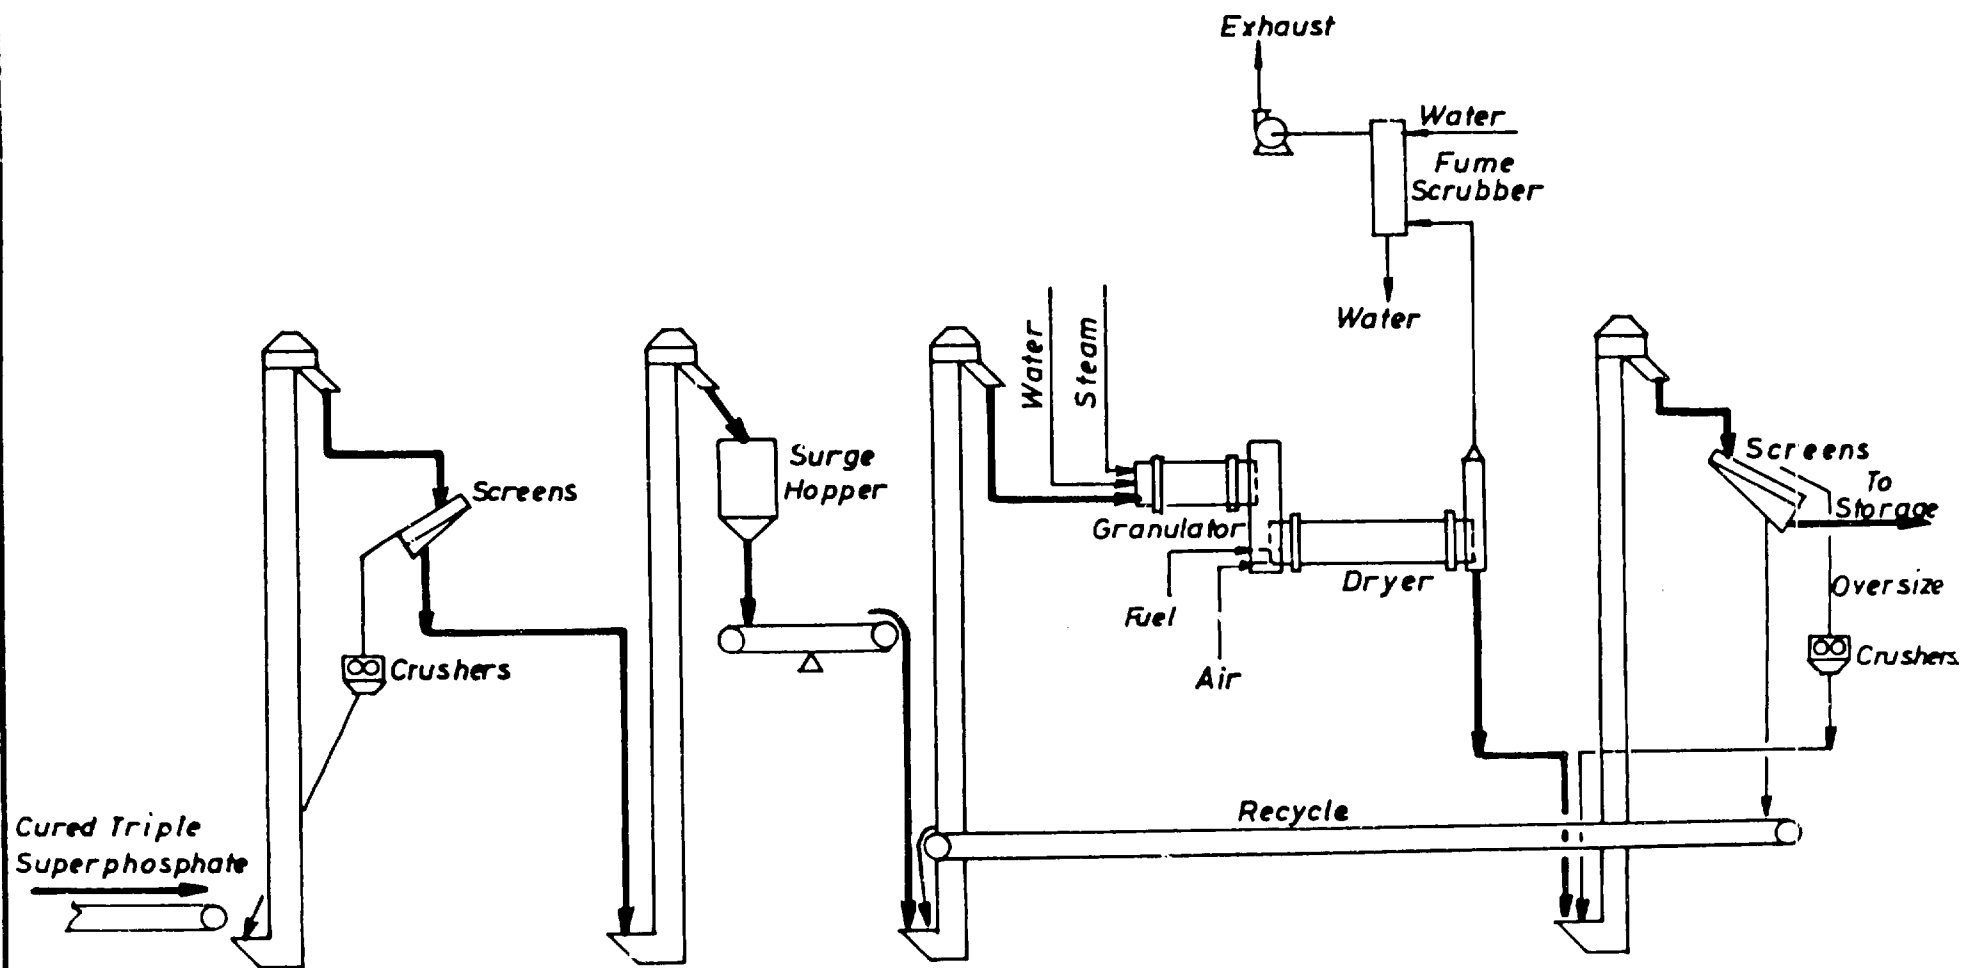 Exhaust
Water
Fume
Scrubber
Water
Water
Steam
Screens
Surge
Hopper
Granulator
Dryer
Fuel
Air
Crushers
Screens
To
Storage
Oversize
Crushers
Recycle
Cured Triple
Superphosphate